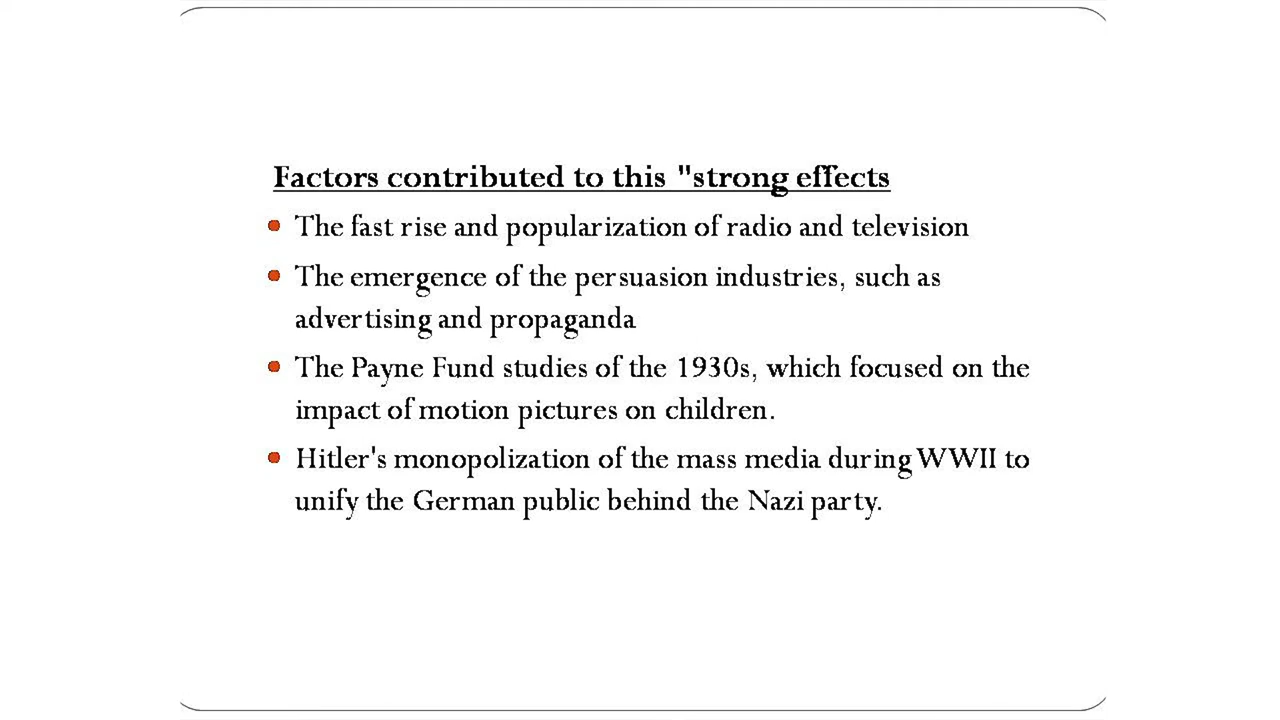 Factors contributed to this "strong effects
The fast rise and popularization of radio and television
The emergence of the persuasion industries, such as
advertising and propaganda
The Payne Fund studies of the 1930s, which focused on the
impact of motion pictures on children.
Hitler's monopolization of the mass media during WWII to
unify the German public behind the Nazi party.